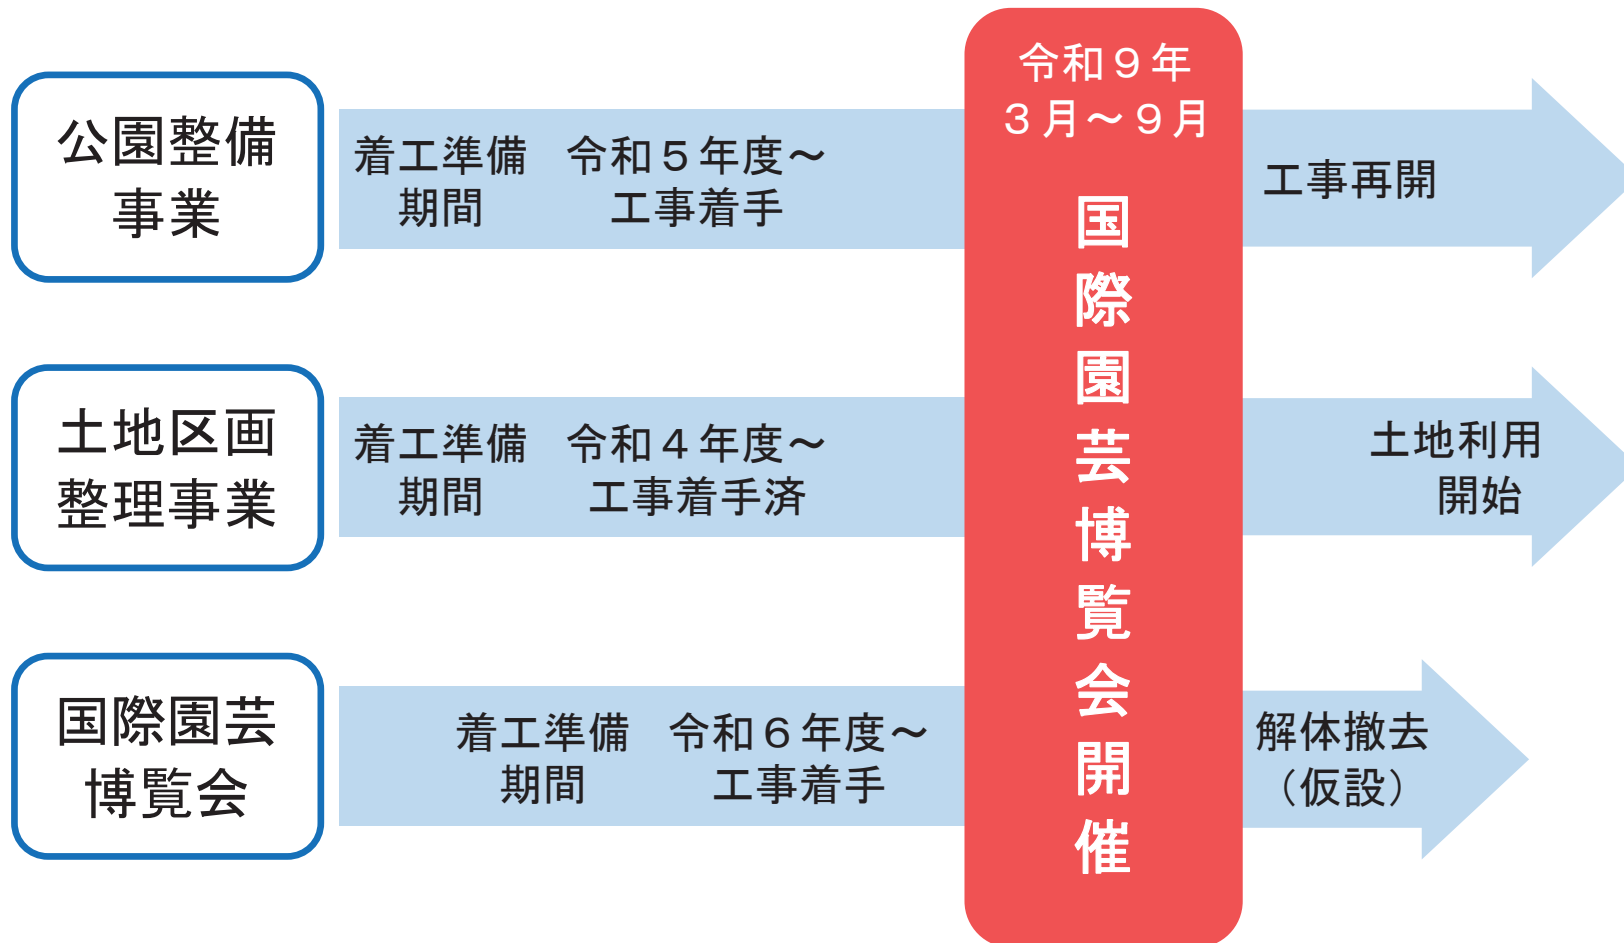 公園整備
事業
着工準備
期間
令和５年度～
工事着手
令和９年
３月～９月
国際園芸博覧会開催
工事再開
土地区画
整理事業
着工準備
期間
令和４年度～
工事着手済
土地利用
開始
国際園芸
博覧会
着工準備
期間
令和６年度～
工事着手
解体撤去
（仮設）